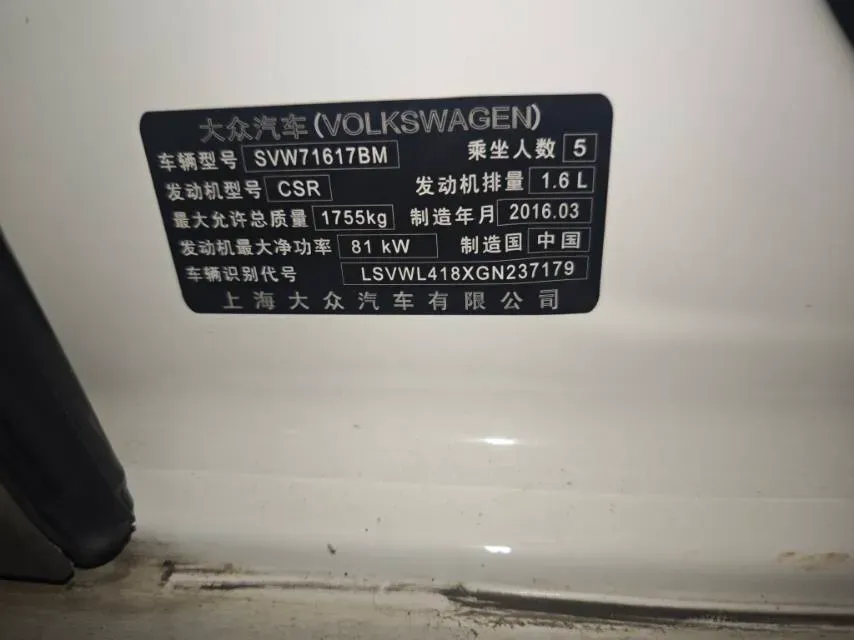 大众汽车(VOLKSWAGEN)
车辆型号 SVW71617BM 乘坐人数 5
发动机型号 CSR 发动机排量 1.6 L
最大允许总质量 1755kg 制造年月 2016.03
发动机最大净功率 81 kW 制造国 中国
车辆识别代号 LSVWL418XGN237179
上海大众汽车有限公司